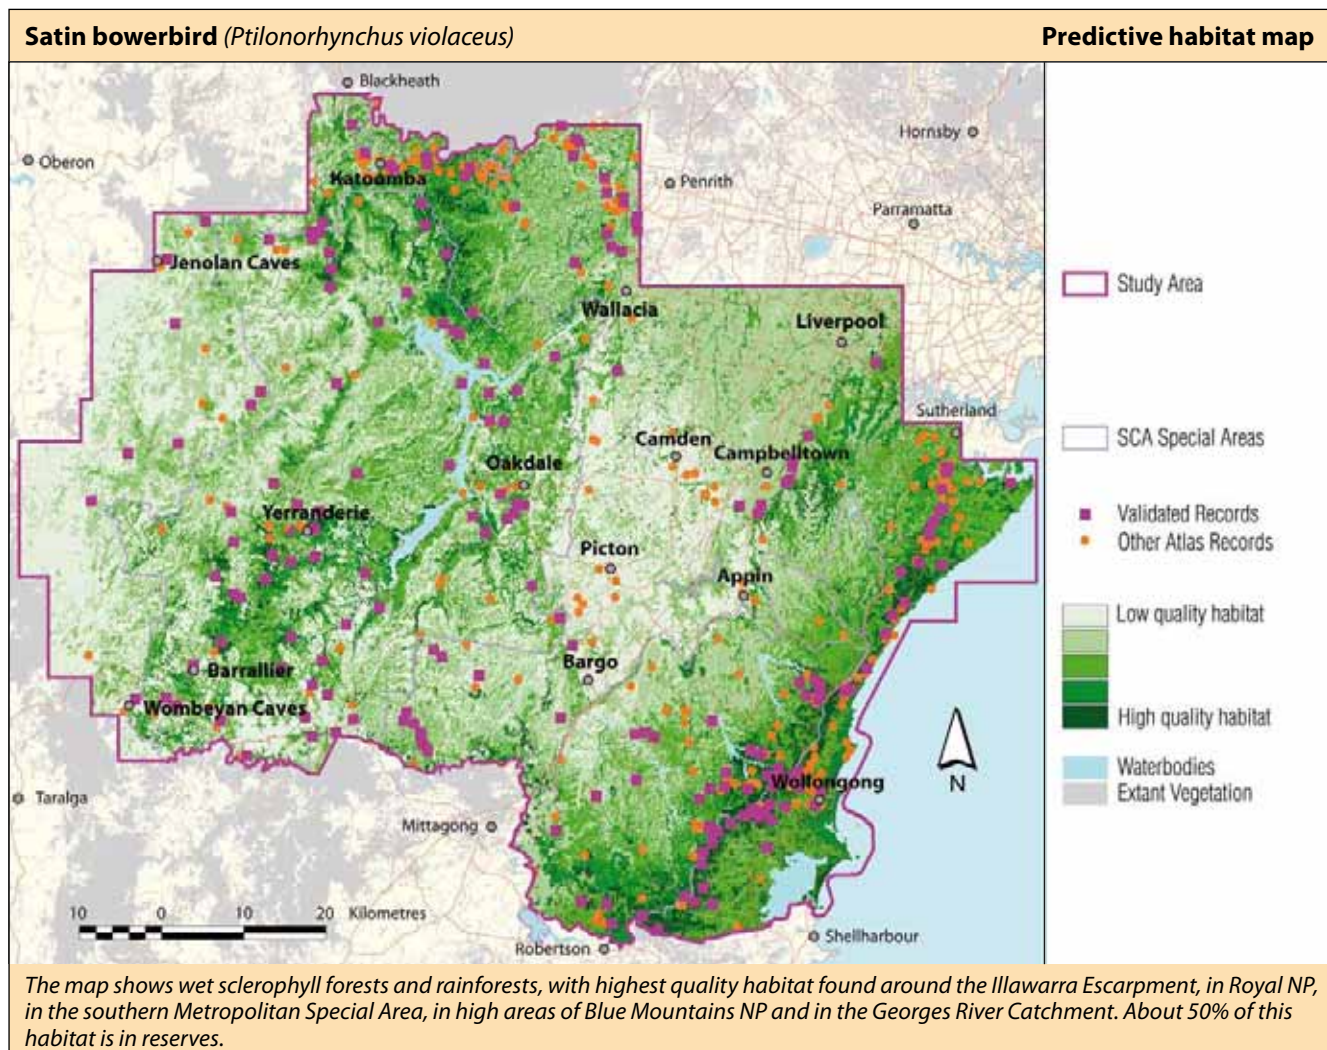 Satin bowerbird (Ptilonorhynchus violaceus)
Predictive habitat map
Blackheath
Hornsby
Oberon
Katoomba
Penrith
Parramatta
Jenolan Caves
Wallacia
Liverpool
Sutherland
Camden
Campbelltown
Oakdale
Yerranderie
Picton
Appin
Bargo
Barrallier
Wombeyan Caves
Wollongong
Taralga
Mittagong
N
10 0 10 20 Kilometres
Robertson
Shellharbour
Study Area
SCA Special Areas
Validated Records
Other Atlas Records
Low quality habitat
High quality habitat
Waterbodies
Extant Vegetation
The map shows wet sclerophyll forests and rainforests, with highest quality habitat found around the Illawarra Escarpment, in Royal NP,
in the southern Metropolitan Special Area, in high areas of Blue Mountains NP and in the Georges River Catchment. About 50% of this
habitat is in reserves.